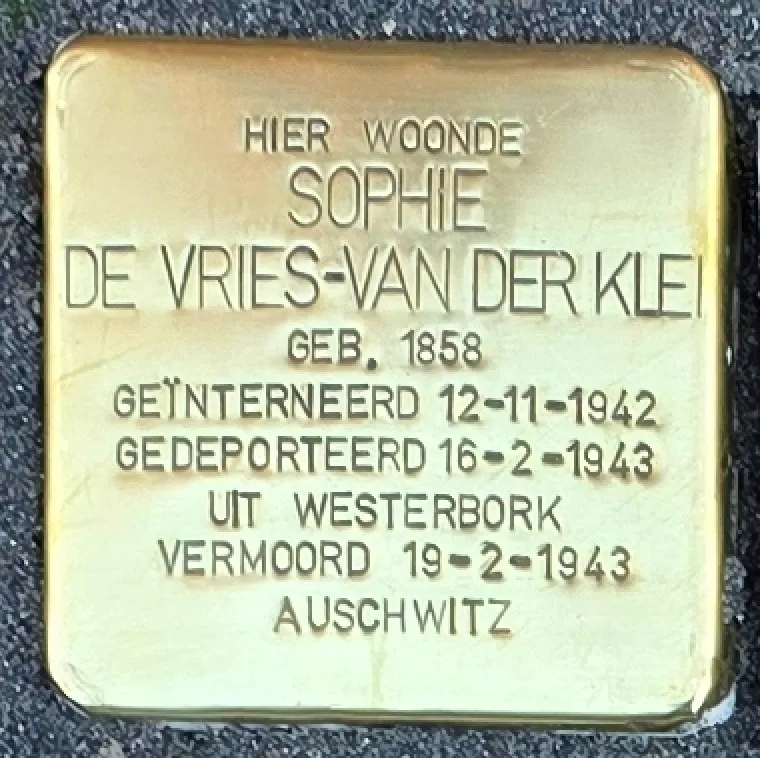 HIER WOONDE
SOPHIE
DE VRIES-VAN DER KLEI
GEB. 1858
GEÏNTERNEERD 12-11-1942
GEDEPORTEERD 16-2-1943
UIT WESTERBORK
VERMOORD 19-2-1943
AUSCHWITZ